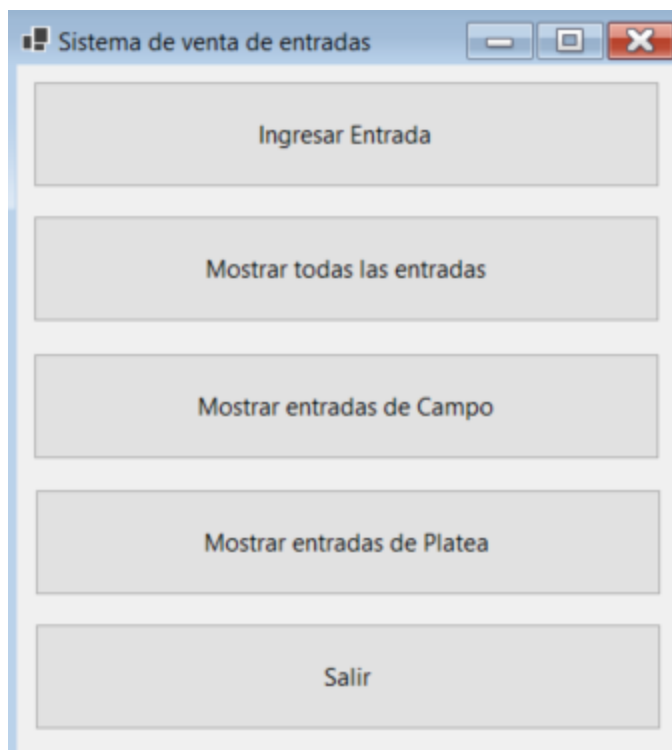 Sistema de venta de entradas
Ingresar Entrada
Mostrar todas las entradas
Mostrar entradas de Campo
Mostrar entradas de Platea
Salir